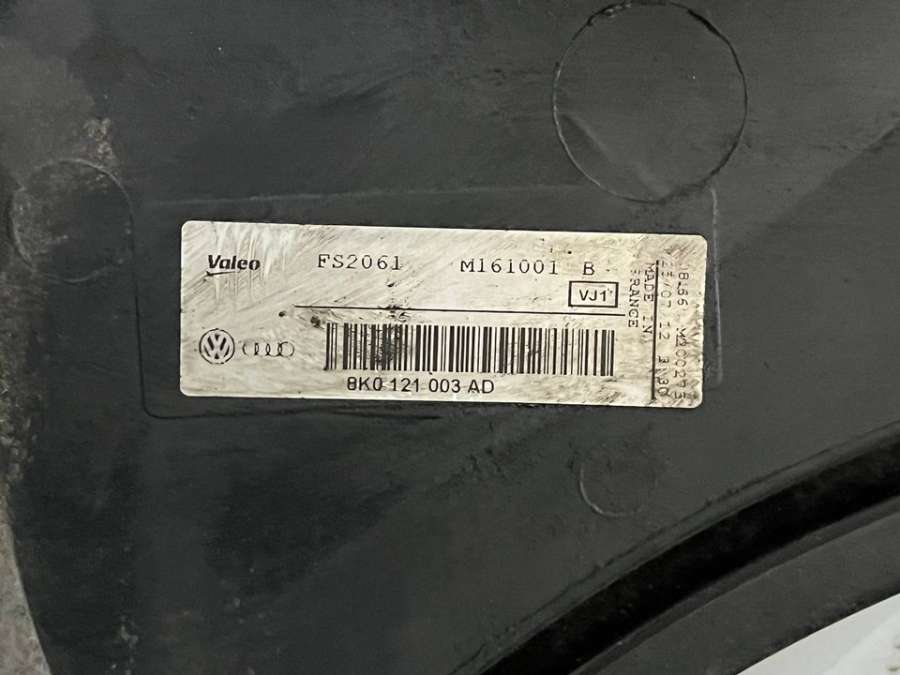 Valeo FS2061 M161001 B
VJ1
8K0 121 003 AD
MADE IN
FRANCE